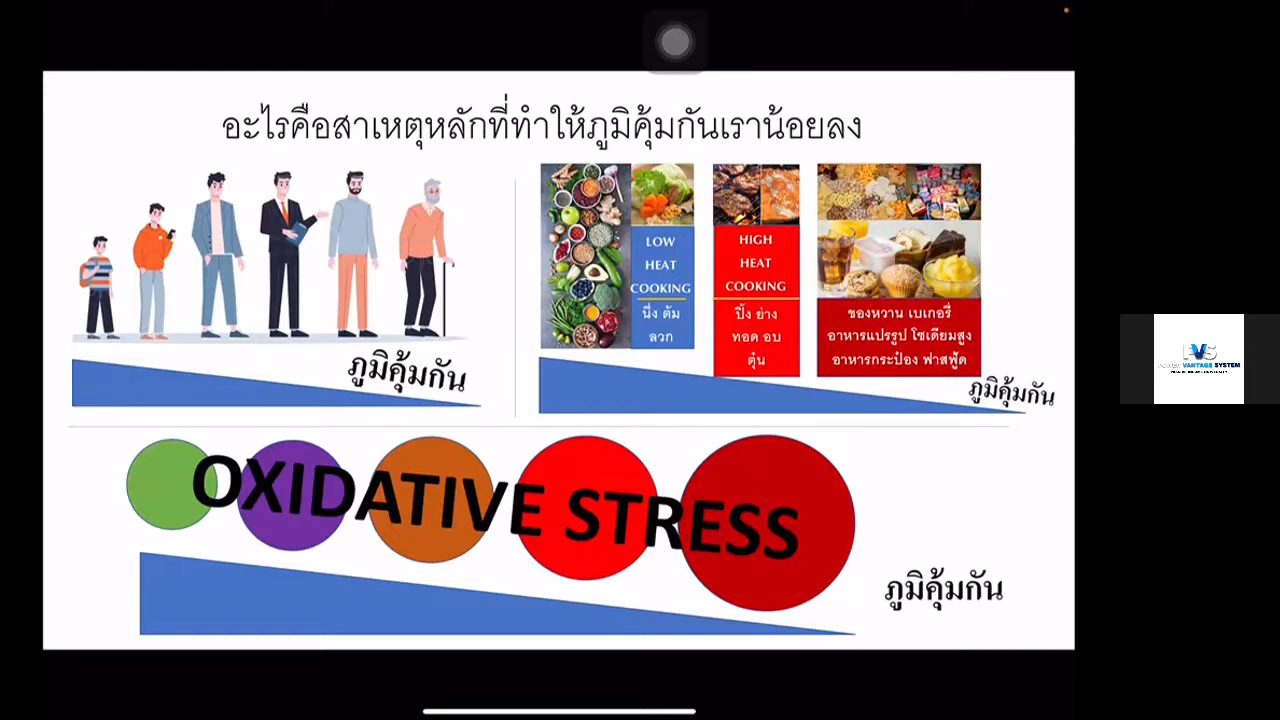 อะไรคือสาเหตุหลักที่ทำให้ภูมิคุ้มกันเราน้อยลง
ภูมิคุ้มกัน
LOW
HEAT
COOKING
นึ่ง ต้ม
ลวก
HIGH
HEAT
COOKING
ปิ้ง ย่าง
ทอด อบ
ตุ๋น
ของหวาน เบเกอรี่
อาหารแปรรูป โซเดียมสูง
อาหารกระป๋อง ฟาสฟู้ด
ภูมิคุ้มกัน
OXIDATIVE STRESS
ภูมิคุ้มกัน
PVS
POWER VANTAGE SYSTEM